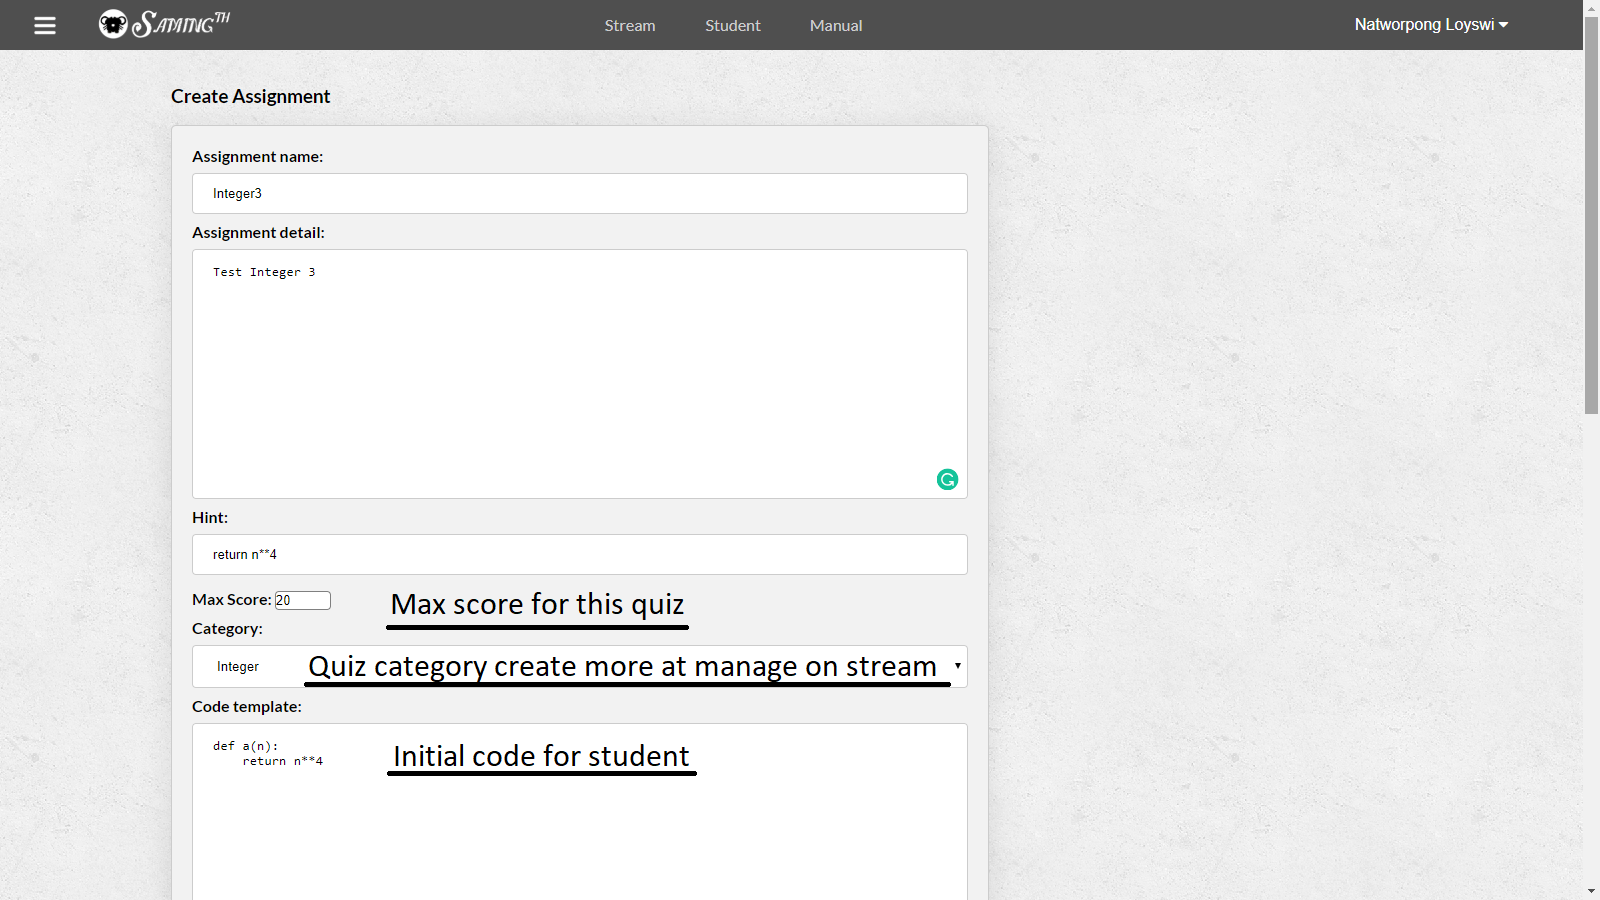 SAMING TH
Stream Student Manual
Natworpong Loyswi
Create Assignment
Assignment name:
Integer3
Assignment detail:
Test Integer 3
Hint:
return n**4
Max Score: 20
Max score for this quiz
Category:
Integer
Quiz category create more at manage on stream
Code template:
def a(n):
    return n**4
Initial code for student